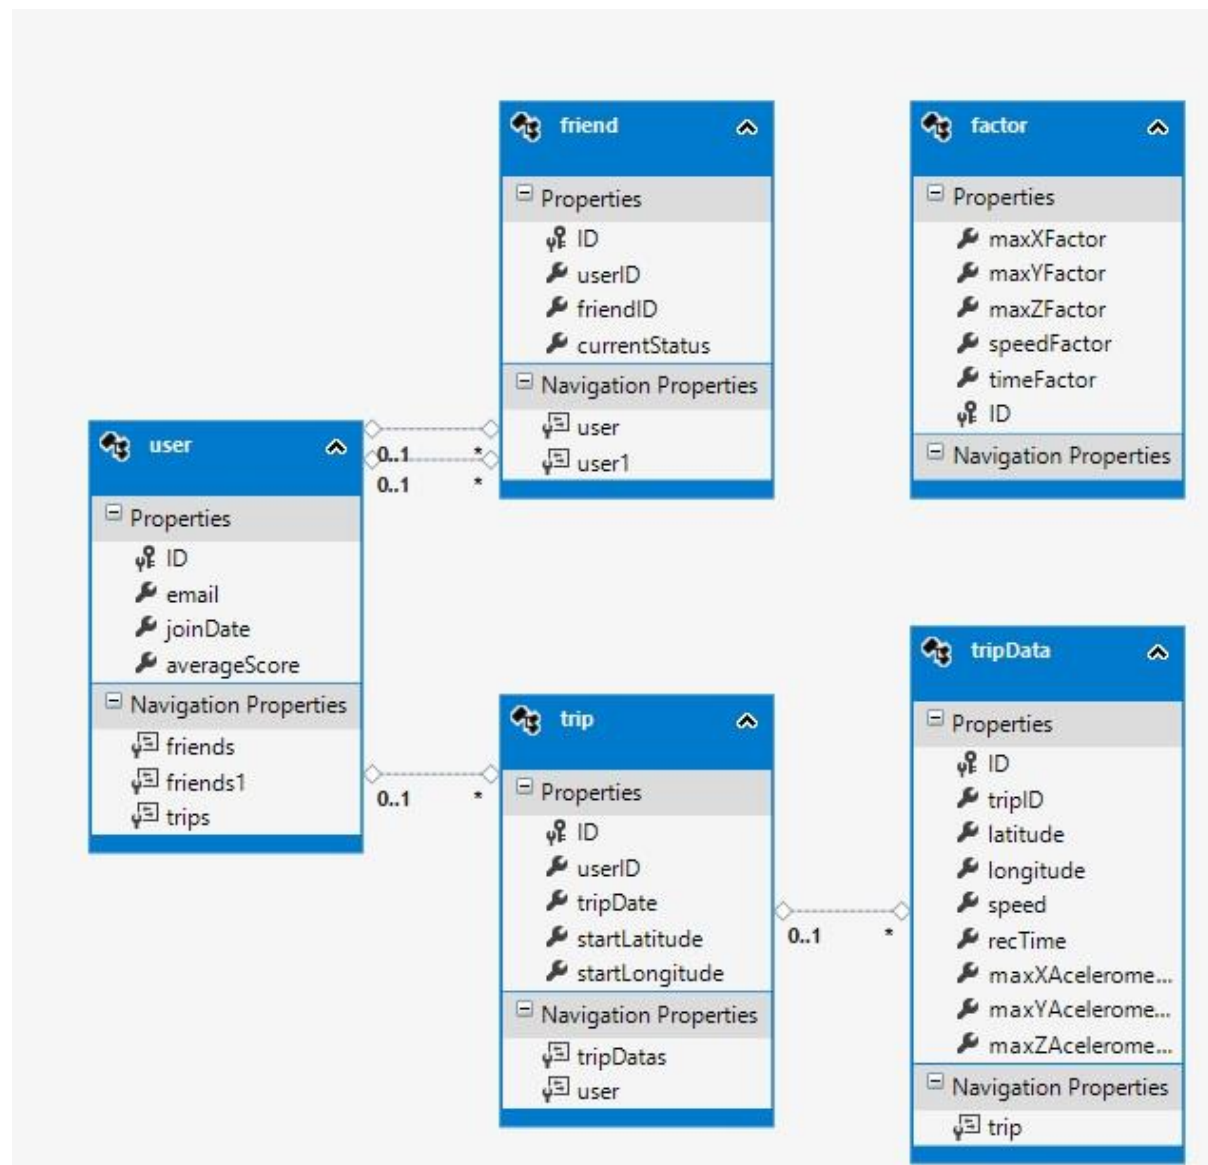 friend
Properties
ID
userID
friendID
currentStatus
Navigation Properties
user
user1
factor
Properties
maxXFactor
maxYFactor
maxZFactor
speedFactor
timeFactor
ID
Navigation Properties
user
Properties
ID
email
joinDate
averageScore
Navigation Properties
friends
friends1
trips
0..1 *
0..1 *
0..1 *
trip
Properties
ID
userID
tripDate
startLatitude
startLongitude
Navigation Properties
tripDatas
user
0..1 *
tripData
Properties
ID
tripID
latitude
longitude
speed
recTime
maxXAcelerome...
maxYAcelerome...
maxZAcelerome...
Navigation Properties
trip